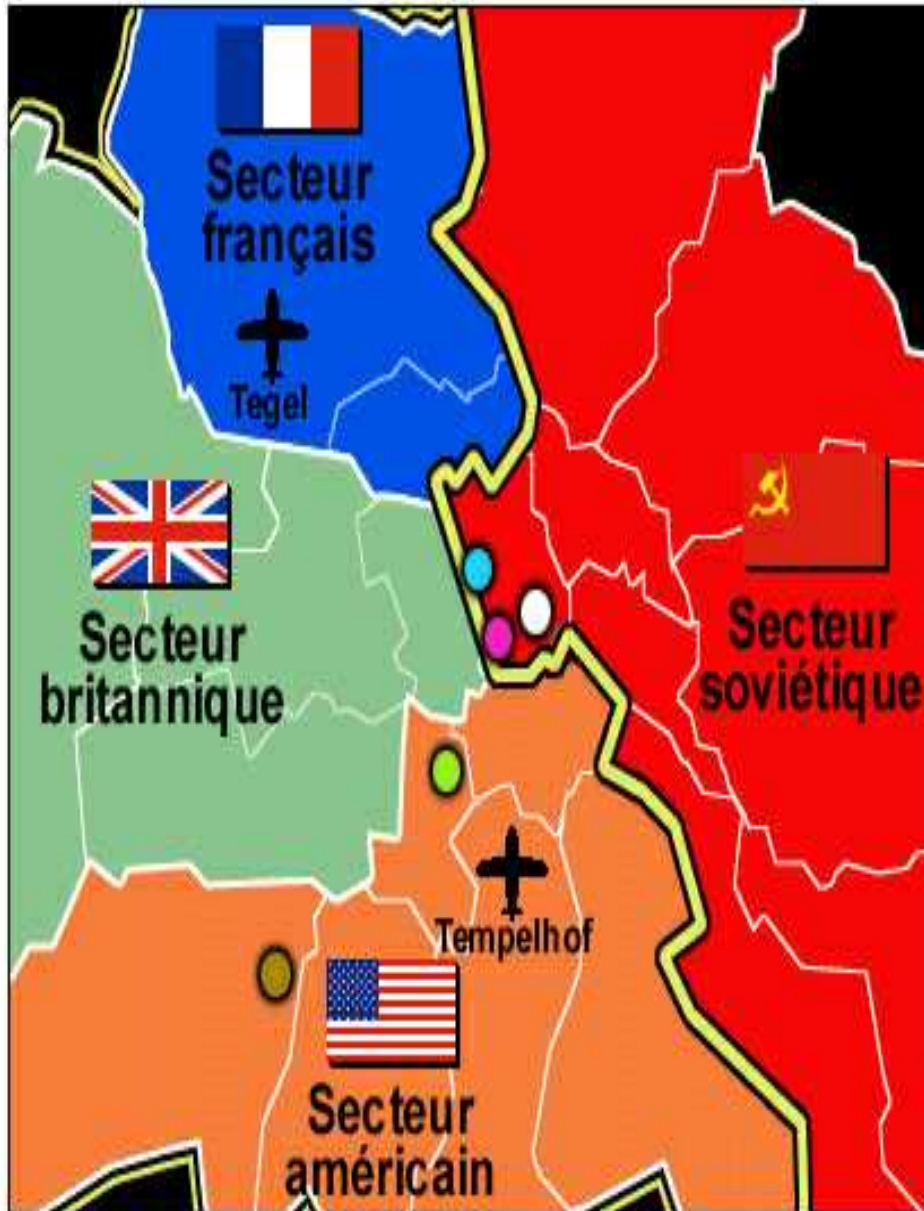 Secteur
français
Tegel
Secteur
britannique
Secteur
soviétique
Tempelhof
Secteur
américain